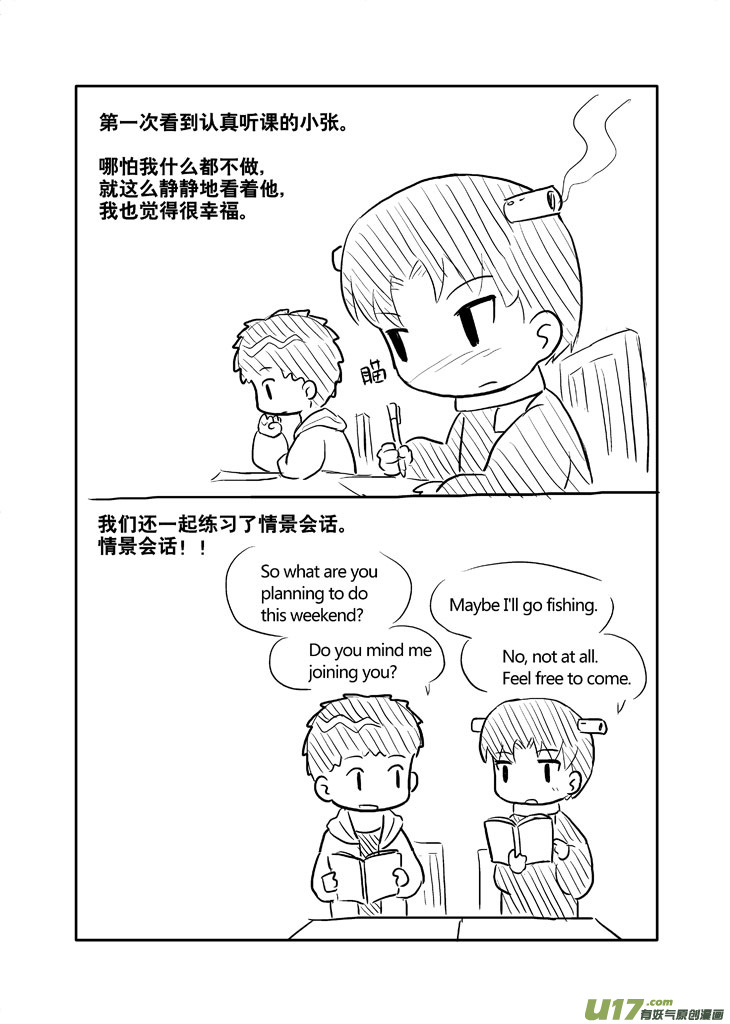 第一次看到认真听课的小张。
哪怕我什么都不做，
就这么静静地看着他，
我也觉得很幸福。
瞄
我们还一起练习了情景会话。
情景会话！！
So what are you
planning to do
this weekend?
Maybe I'll go fishing.
Do you mind me
joining you?
No, not at all.
Feel free to come.
U17.com
有妖气原创漫画